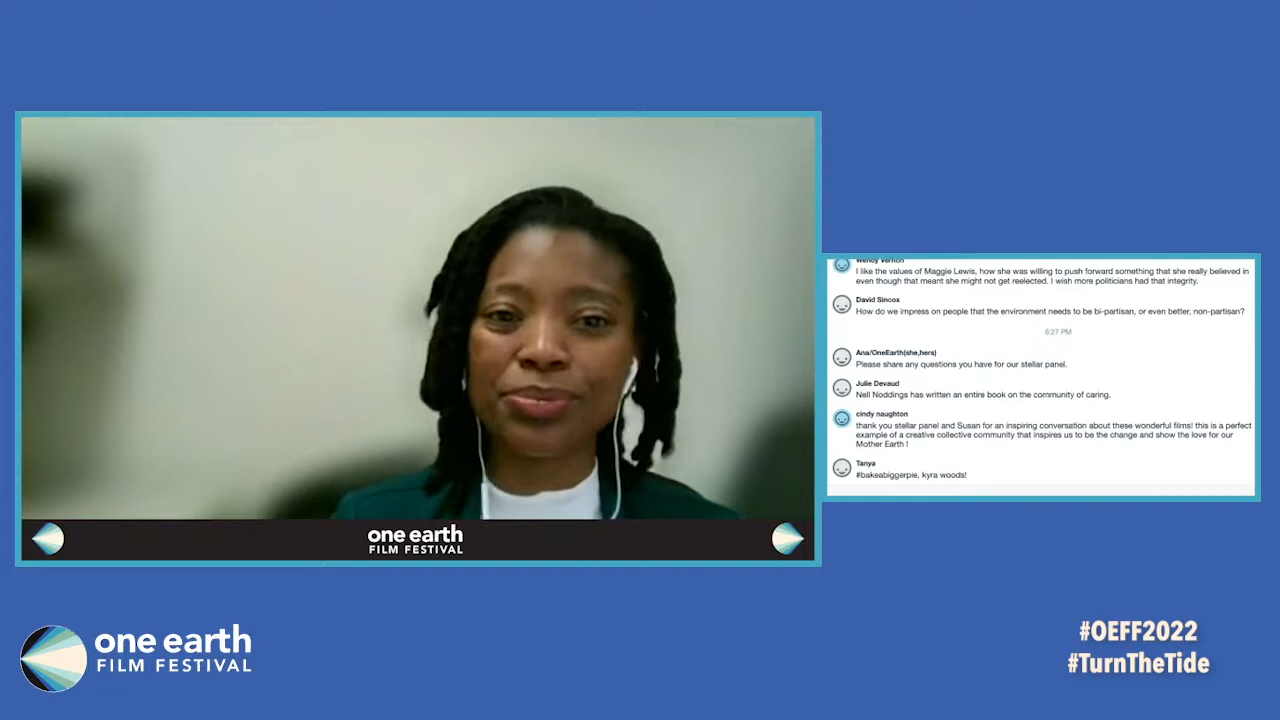 Wendy Vernon
I like the values of Maggie Lewis, how she was willing to push forward something that she really believed in
even though that meant she might not get reelected. I wish more politicians had that integrity.
David Sincox
How do we impress on people that the environment needs to be bi-partisan, or even better, non-partisan?
6:27 PM
Ana/OneEarth(she,hers)
Please share any questions you have for our stellar panel.
Julie Devaud
Nell Noddings has written an entire book on the community of caring.
cindy naughton
thank you stellar panel and Susan for an inspiring conversation about these wonderful films! this is a perfect
example of a creative collective community that inspires us to be the change and show the love for our
Mother Earth !
Tanya
#bakeabiggerpie, kyra woods!
one earth
FILM FESTIVAL
one earth
FILM FESTIVAL
#OEFF2022
#TurnTheTide